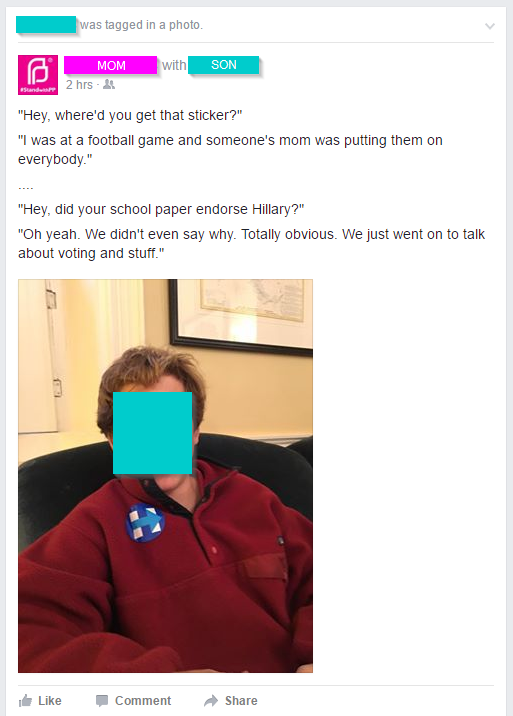 was tagged in a photo.
MOM with SON
#StandwithPP
2 hrs ·
"Hey, where'd you get that sticker?"
"I was at a football game and someone's mom was putting them on
everybody."
....
"Hey, did your school paper endorse Hillary?"
"Oh yeah. We didn't even say why. Totally obvious. We just went on to talk
about voting and stuff."
H
Like Comment Share